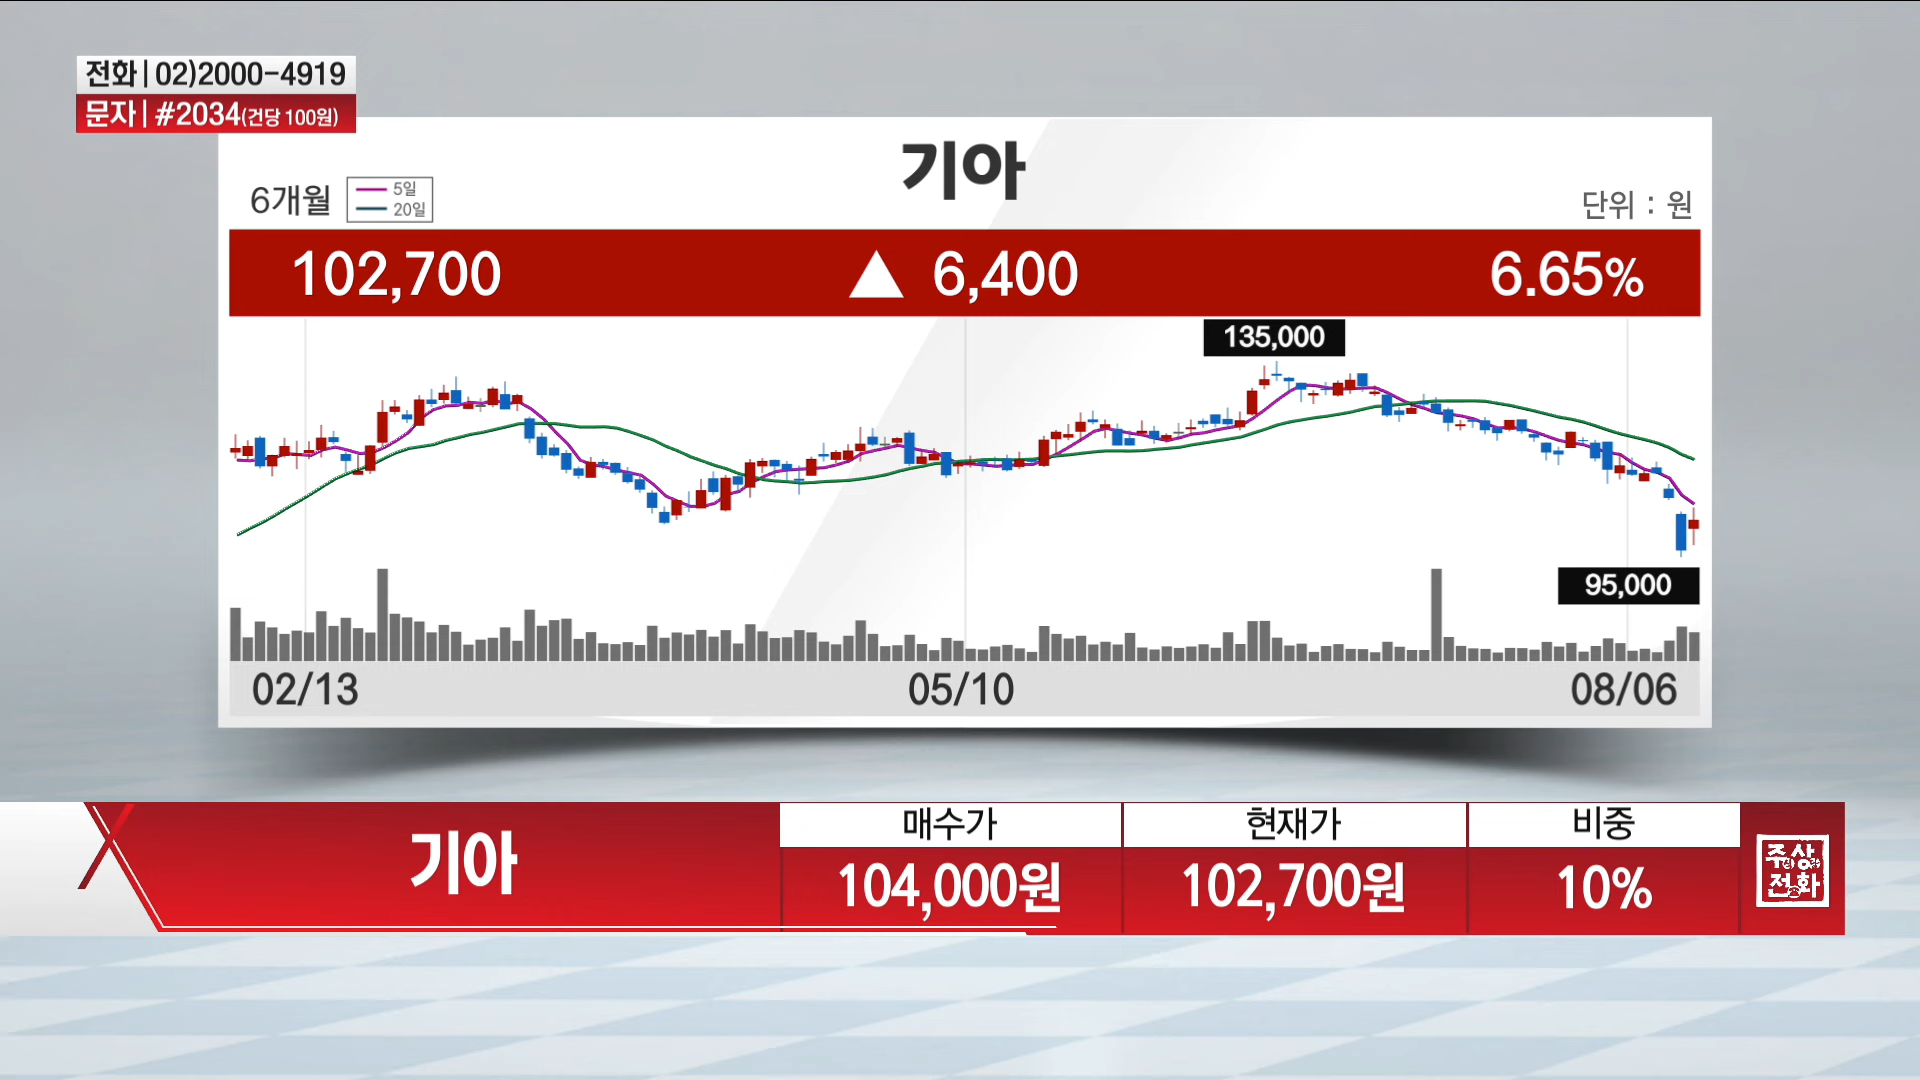 전화 | 02)2000-4919
문자 | #2034(건당 100원)
기아
6개월
5일
20일
단위 : 원
102,700 ▲ 6,400 6.65%
135,000
95,000
02/13 05/10 08/06
기아
매수가 현재가 비중
104,000원 102,700원 10%
주상
전화